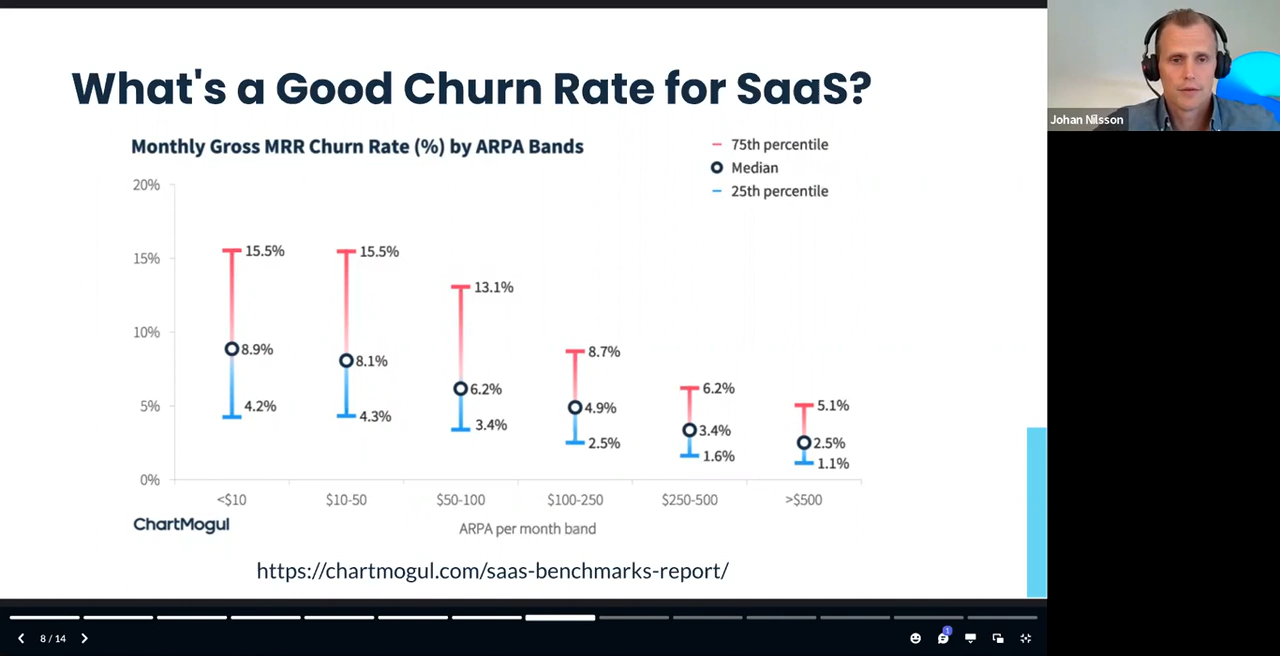 What's a Good Churn Rate for SaaS?
Johan Nilsson
Monthly Gross MRR Churn Rate (%) by ARPA Bands
75th percentile
Median
25th percentile
20%
15%
10%
5%
0%
15.5%
8.9%
4.2%
15.5%
8.1%
4.3%
13.1%
6.2%
3.4%
8.7%
4.9%
2.5%
6.2%
3.4%
1.6%
5.1%
2.5%
1.1%
<$10 $10-50 $50-100 $100-250 $250-500 >$500
ChartMogul
ARPA per month band
https://chartmogul.com/saas-benchmarks-report/
8 / 14
1